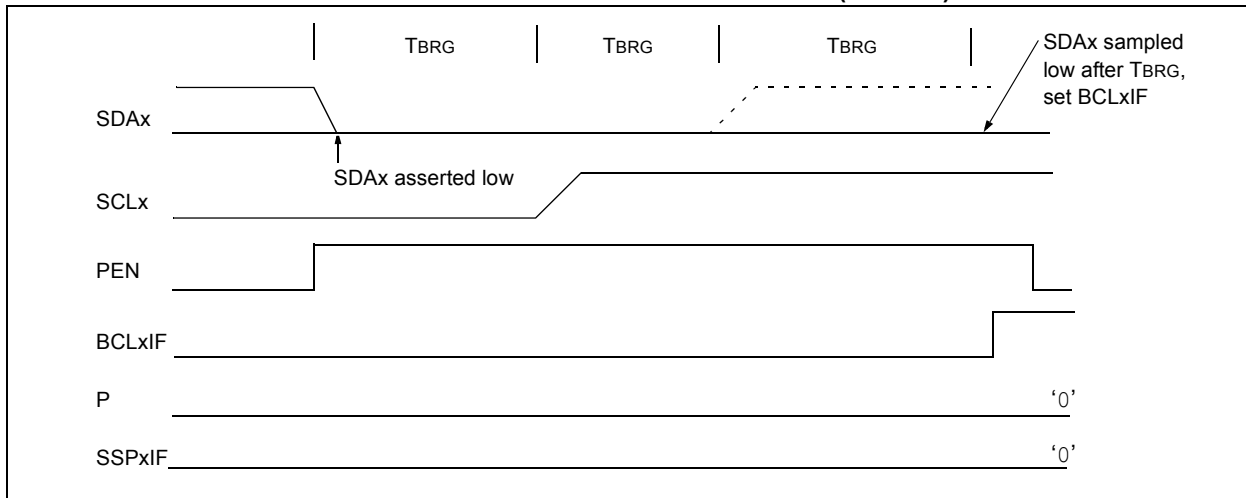 TBRG TBRG TBRG
SDAx sampled
low after TBRG,
set BCLxIF
SDAx
SDAx asserted low
SCLx
PEN
BCLxIF
P '0'
SSPxIF '0'